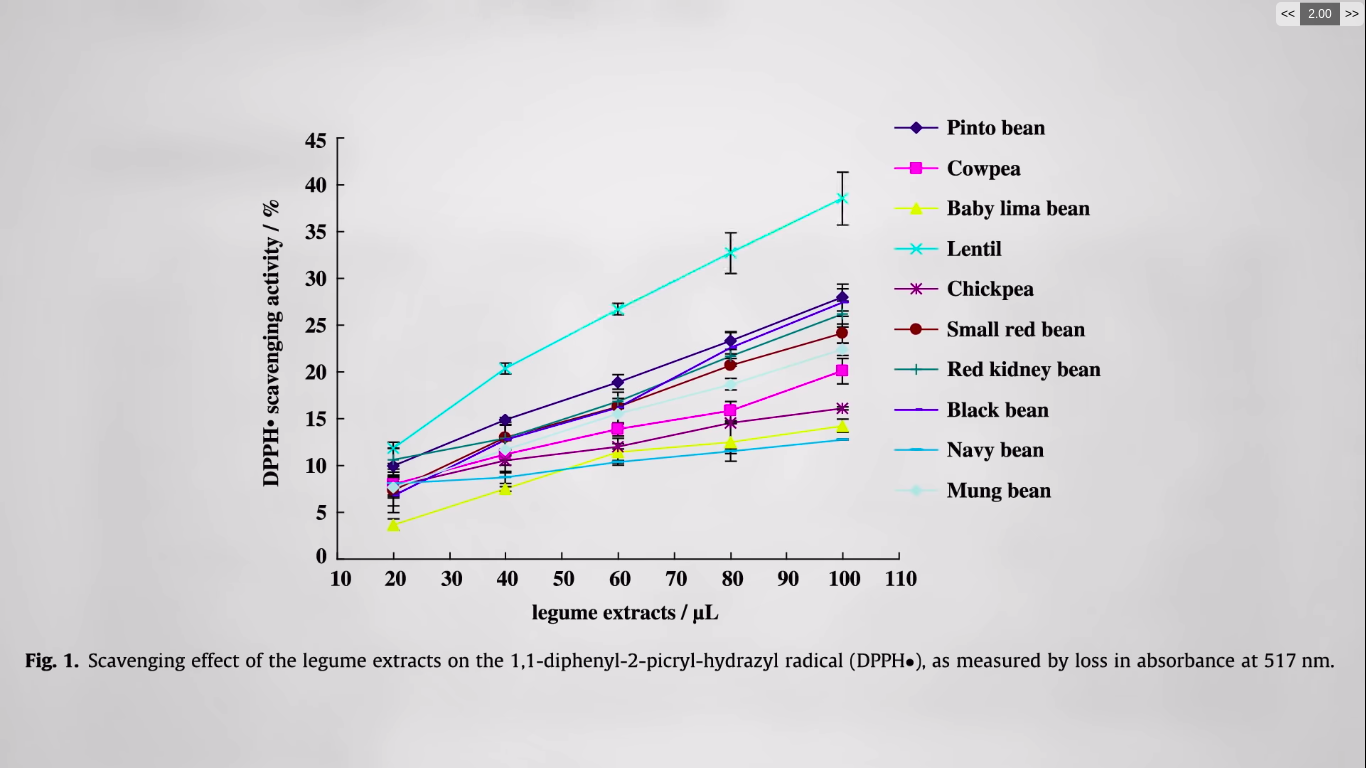 << 2.00 >>
45
40
35
30
25
20
15
10
5
0
DPPH• scavenging activity / %
10 20 30 40 50 60 70 80 90 100 110
legume extracts / µL
Pinto bean
Cowpea
Baby lima bean
Lentil
Chickpea
Small red bean
Red kidney bean
Black bean
Navy bean
Mung bean
Fig. 1. Scavenging effect of the legume extracts on the 1,1-diphenyl-2-picryl-hydrazyl radical (DPPH•), as measured by loss in absorbance at 517 nm.